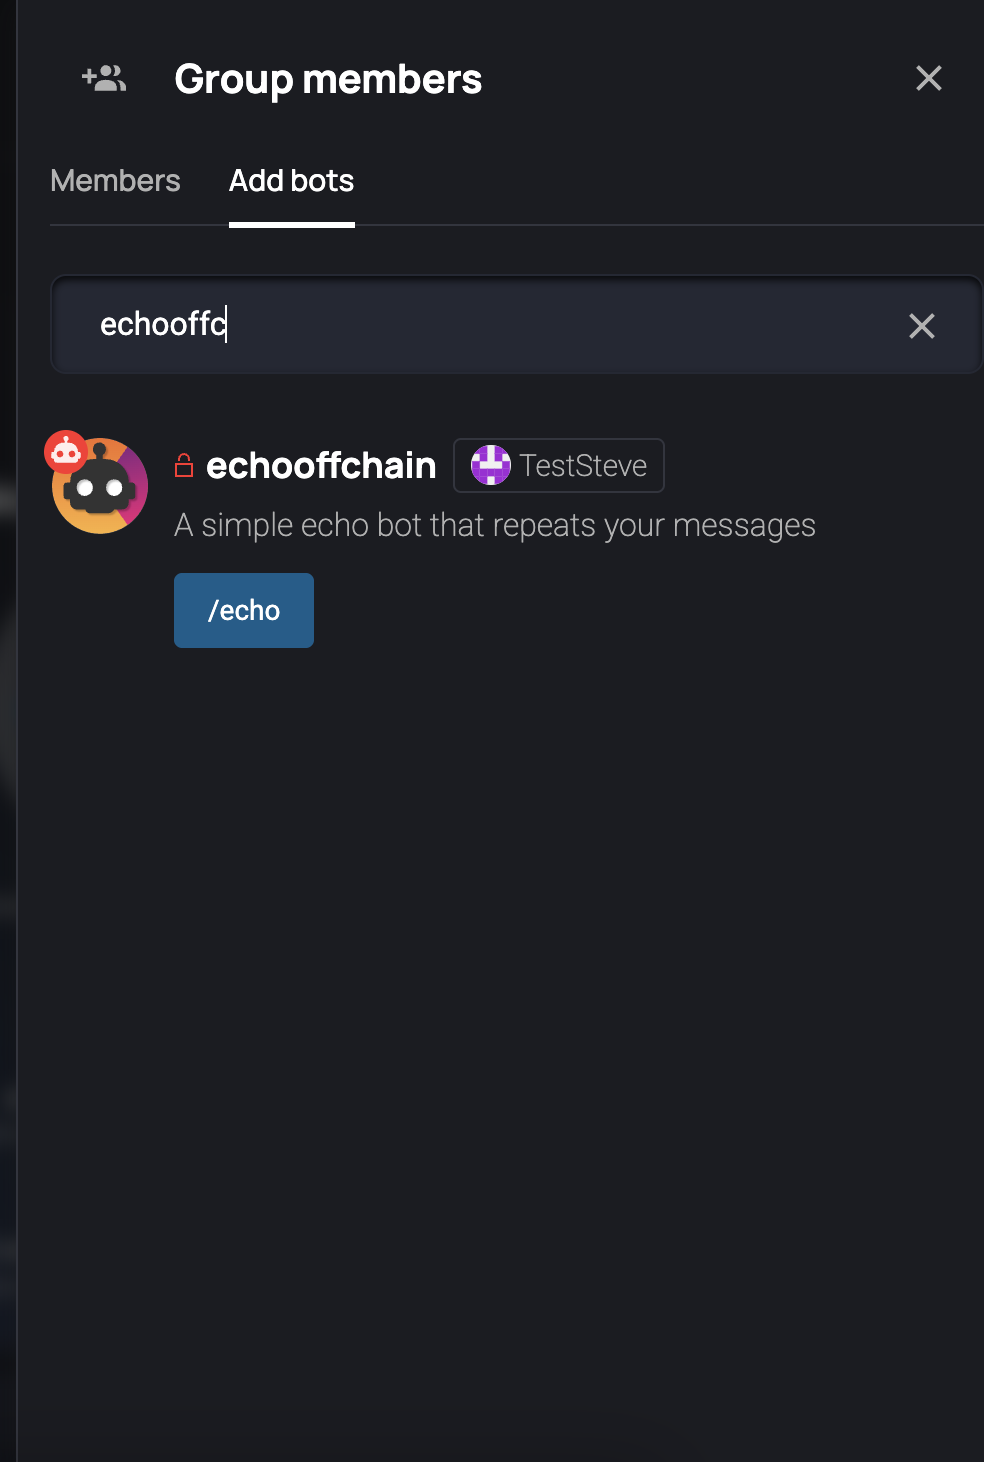 Group members
Members Add bots
echooffc
echooffchain TestSteve
A simple echo bot that repeats your messages
/echo